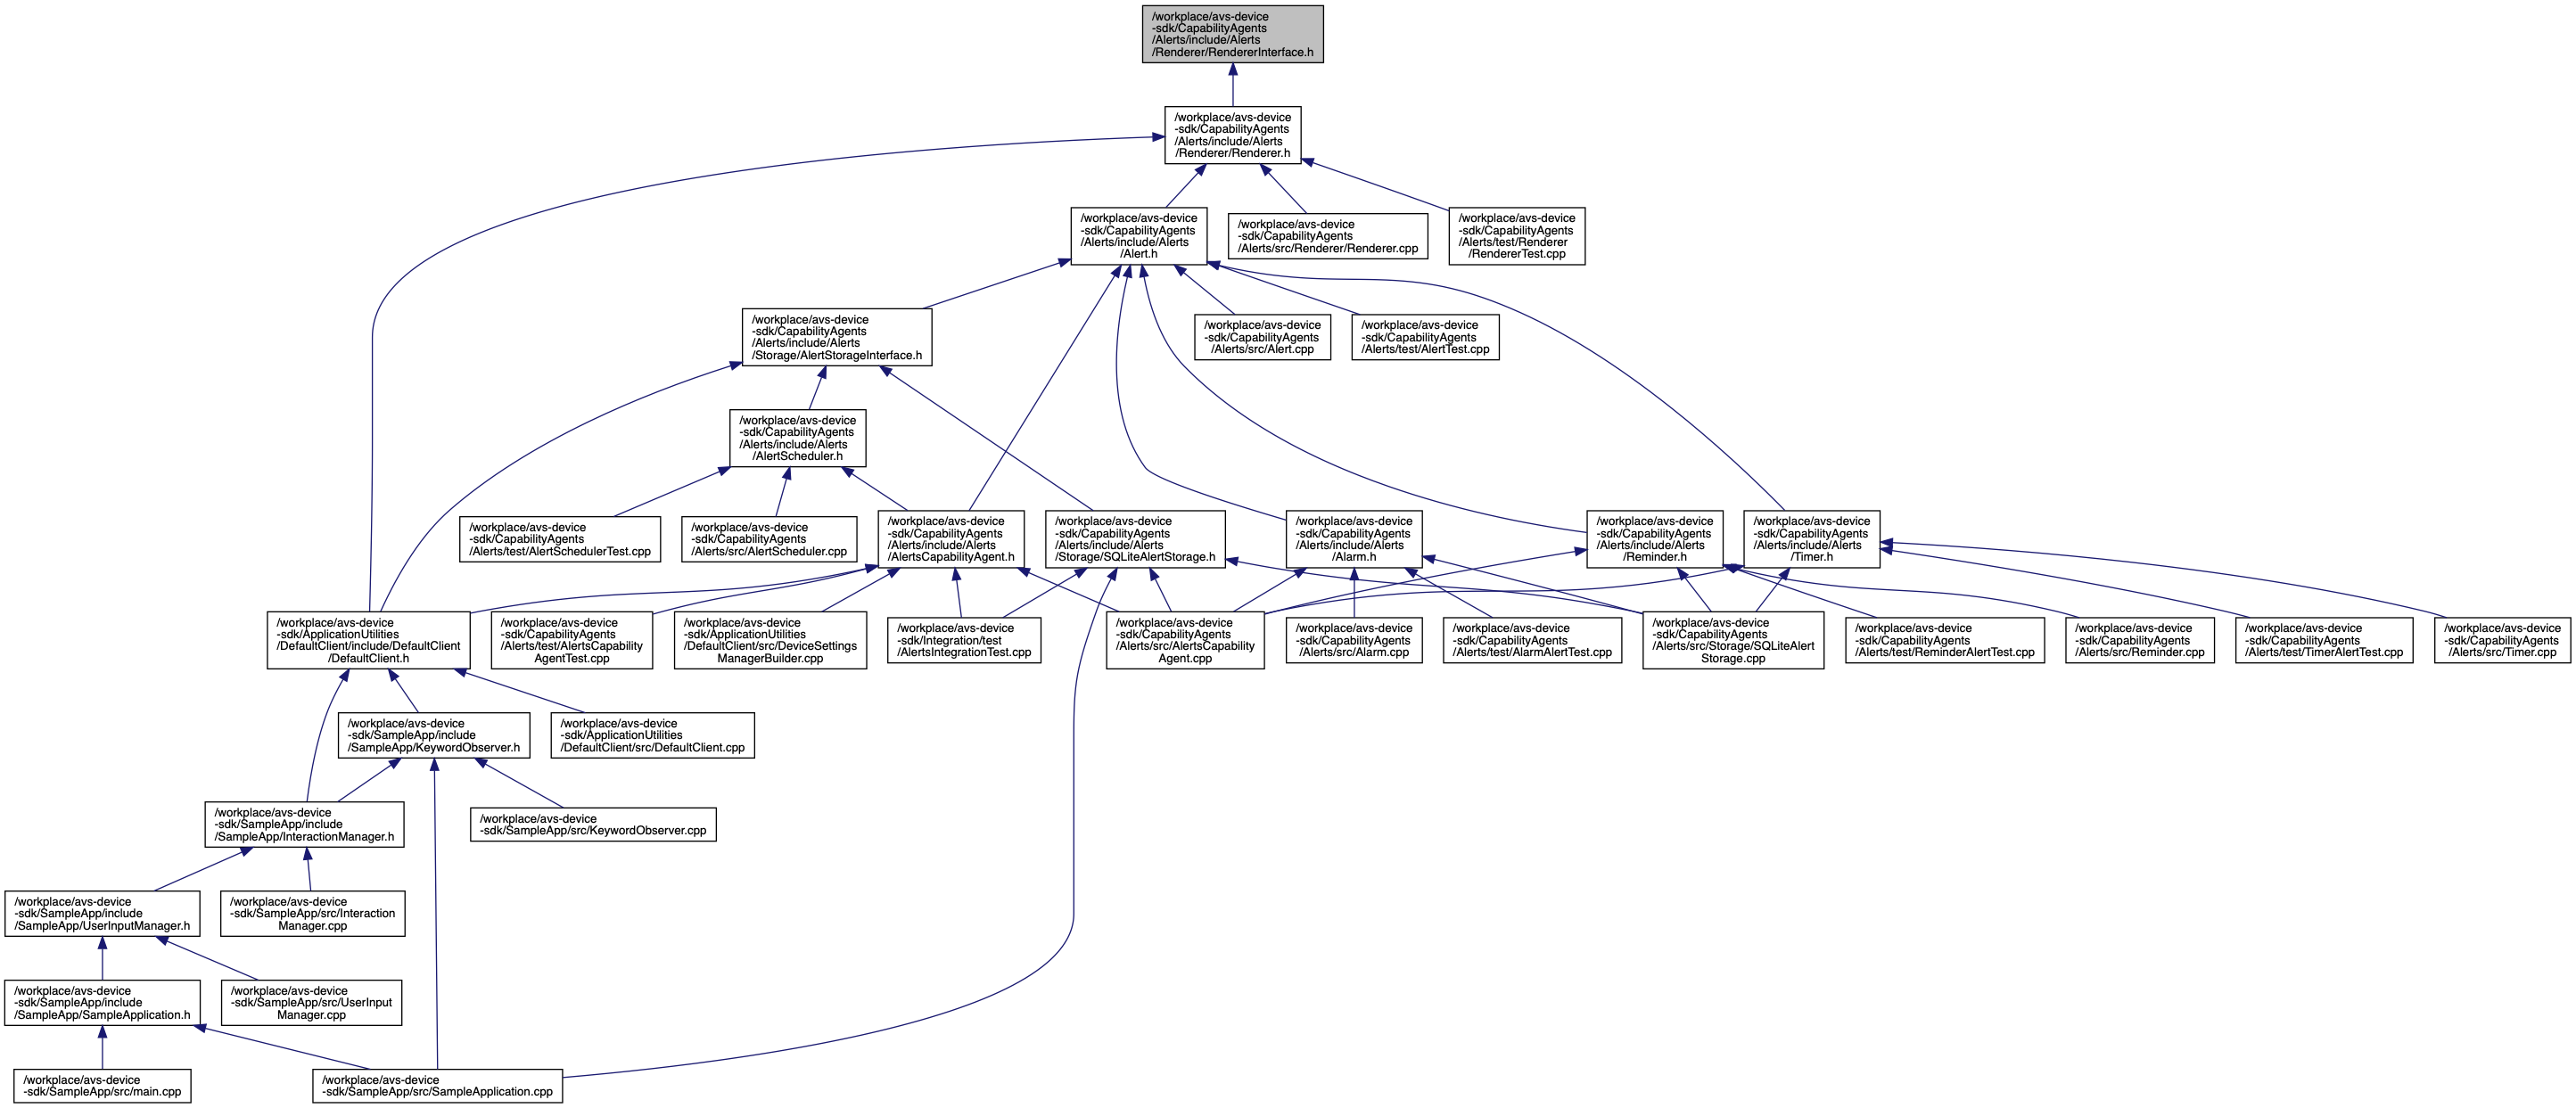 /workplace/avs-device
-sdk/CapabilityAgents
/Alerts/include/Alerts
/Renderer/RendererInterface.h
/workplace/avs-device
-sdk/CapabilityAgents
/Alerts/include/Alerts
/Renderer/Renderer.h
/workplace/avs-device
-sdk/CapabilityAgents
/Alerts/include/Alerts
/Alert.h
/workplace/avs-device
-sdk/CapabilityAgents
/Alerts/src/Renderer/Renderer.cpp
/workplace/avs-device
-sdk/CapabilityAgents
/Alerts/test/Renderer
/RendererTest.cpp
/workplace/avs-device
-sdk/CapabilityAgents
/Alerts/include/Alerts
/Storage/AlertStorageInterface.h
/workplace/avs-device
-sdk/CapabilityAgents
/Alerts/src/Alert.cpp
/workplace/avs-device
-sdk/CapabilityAgents
/Alerts/test/AlertTest.cpp
/workplace/avs-device
-sdk/CapabilityAgents
/Alerts/include/Alerts
/AlertScheduler.h
/workplace/avs-device
-sdk/CapabilityAgents
/Alerts/test/AlertSchedulerTest.cpp
/workplace/avs-device
-sdk/CapabilityAgents
/Alerts/src/AlertScheduler.cpp
/workplace/avs-device
-sdk/CapabilityAgents
/Alerts/include/Alerts
/AlertsCapabilityAgent.h
/workplace/avs-device
-sdk/CapabilityAgents
/Alerts/include/Alerts
/Storage/SQLiteAlertStorage.h
/workplace/avs-device
-sdk/CapabilityAgents
/Alerts/include/Alerts
/Alarm.h
/workplace/avs-device
-sdk/CapabilityAgents
/Alerts/include/Alerts
/Reminder.h
/workplace/avs-device
-sdk/CapabilityAgents
/Alerts/include/Alerts
/Timer.h
/workplace/avs-device
-sdk/ApplicationUtilities
/DefaultClient/include/DefaultClient
/DefaultClient.h
/workplace/avs-device
-sdk/CapabilityAgents
/Alerts/test/AlertsCapability
AgentTest.cpp
/workplace/avs-device
-sdk/ApplicationUtilities
/DefaultClient/src/DeviceSettings
ManagerBuilder.cpp
/workplace/avs-device
-sdk/Integration/test
/AlertsIntegrationTest.cpp
/workplace/avs-device
-sdk/CapabilityAgents
/Alerts/src/AlertsCapability
Agent.cpp
/workplace/avs-device
-sdk/CapabilityAgents
/Alerts/src/Alarm.cpp
/workplace/avs-device
-sdk/CapabilityAgents
/Alerts/test/AlarmAlertTest.cpp
/workplace/avs-device
-sdk/CapabilityAgents
/Alerts/src/Storage/SQLiteAlert
Storage.cpp
/workplace/avs-device
-sdk/CapabilityAgents
/Alerts/test/ReminderAlertTest.cpp
/workplace/avs-device
-sdk/CapabilityAgents
/Alerts/src/Reminder.cpp
/workplace/avs-device
-sdk/CapabilityAgents
/Alerts/test/TimerAlertTest.cpp
/workplace/avs-device
-sdk/CapabilityAgents
/Alerts/src/Timer.cpp
/workplace/avs-device
-sdk/SampleApp/include
/SampleApp/KeywordObserver.h
/workplace/avs-device
-sdk/ApplicationUtilities
/DefaultClient/src/DefaultClient.cpp
/workplace/avs-device
-sdk/SampleApp/include
/SampleApp/InteractionManager.h
/workplace/avs-device
-sdk/SampleApp/src/KeywordObserver.cpp
/workplace/avs-device
-sdk/SampleApp/include
/SampleApp/UserInputManager.h
/workplace/avs-device
-sdk/SampleApp/src/Interaction
Manager.cpp
/workplace/avs-device
-sdk/SampleApp/include
/SampleApp/SampleApplication.h
/workplace/avs-device
-sdk/SampleApp/src/UserInput
Manager.cpp
/workplace/avs-device
-sdk/SampleApp/src/main.cpp
/workplace/avs-device
-sdk/SampleApp/src/SampleApplication.cpp